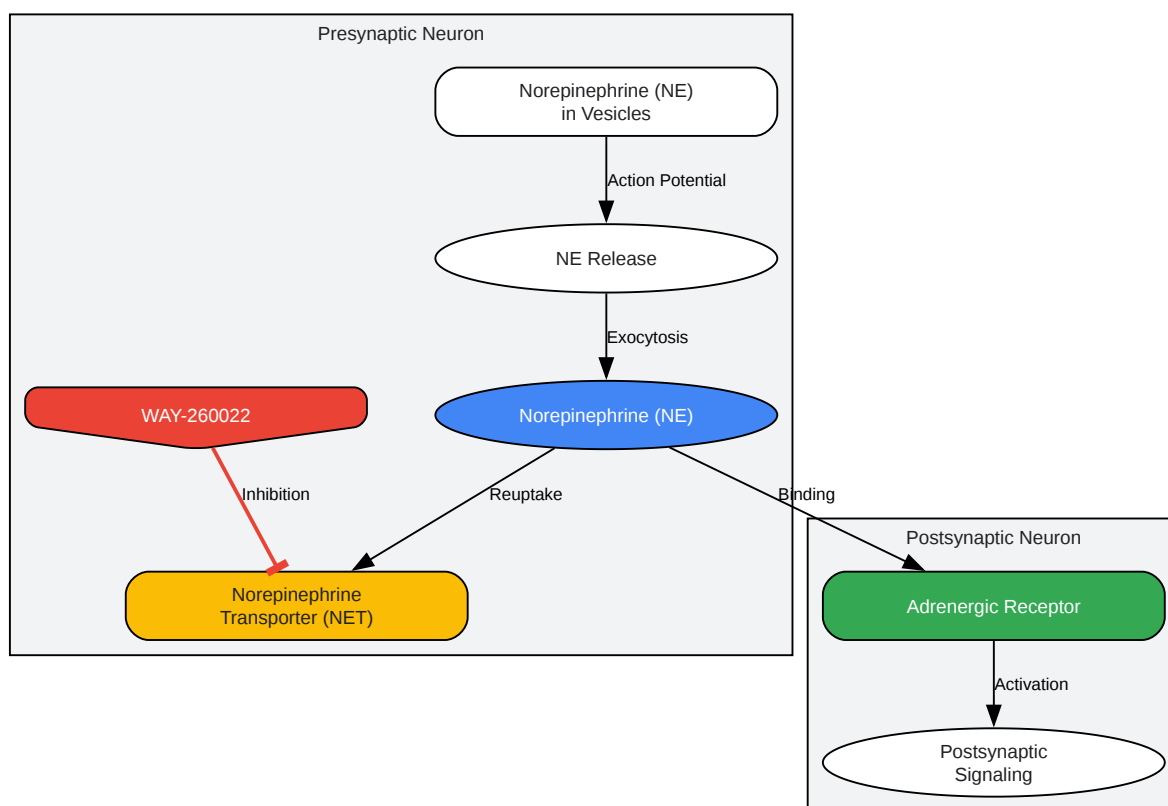 Presynaptic Neuron
Norepinephrine (NE)
in Vesicles
Action Potential
NE Release
Exocytosis
WAY-260022
Norepinephrine (NE)
Inhibition
Reuptake
Binding
Postsynaptic Neuron
Norepinephrine
Transporter (NET)
Adrenergic Receptor
Activation
Postsynaptic
Signaling